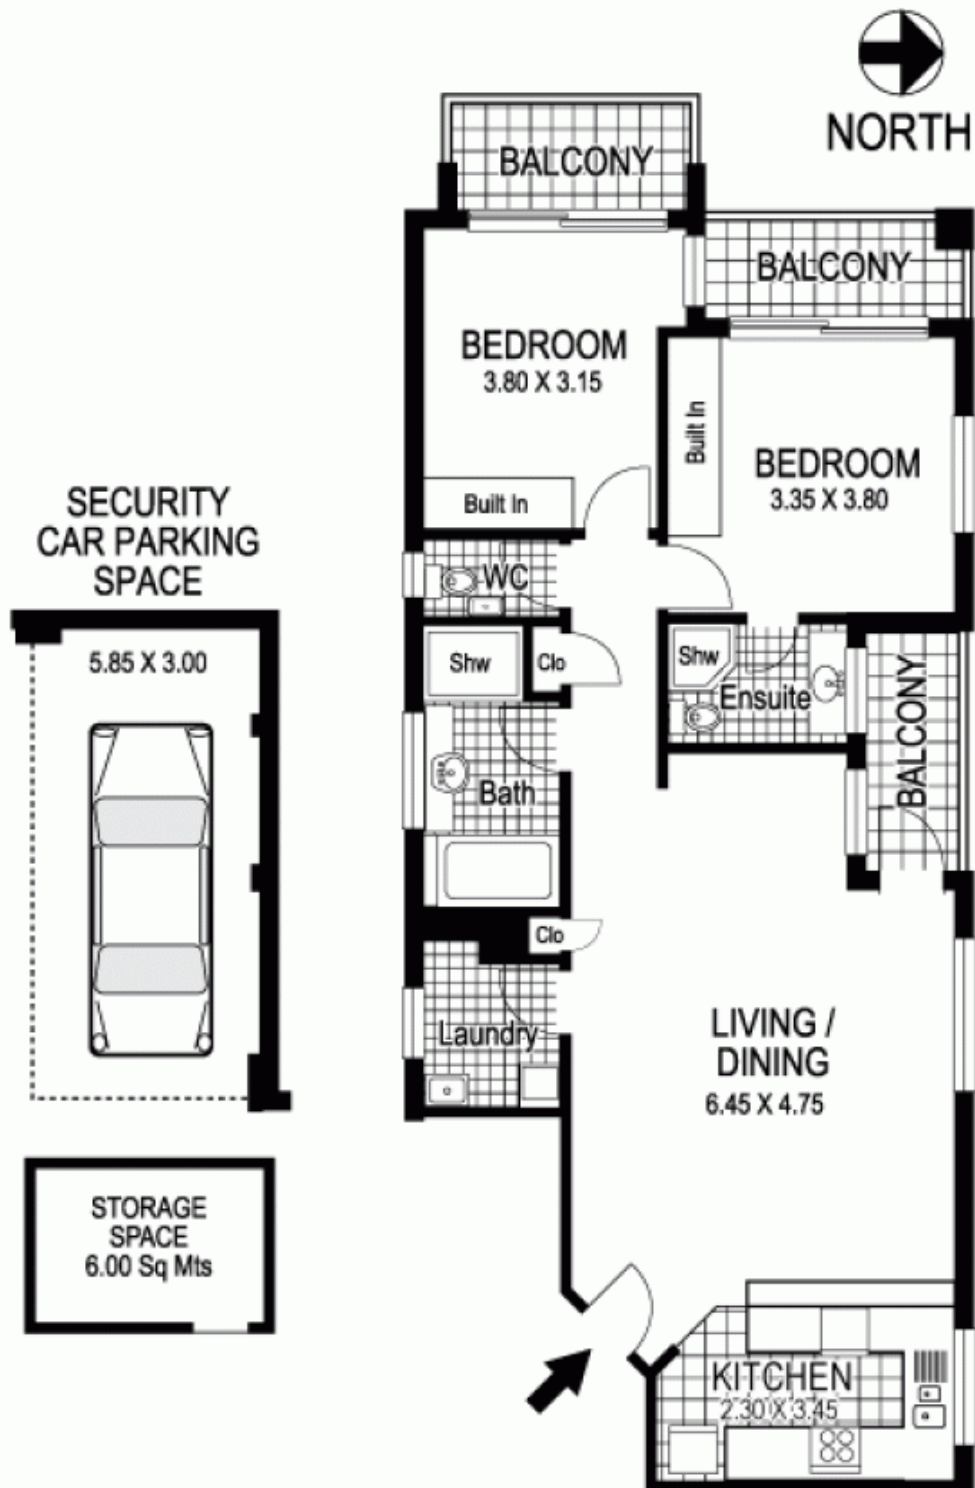 NORTH
BALCONY
BALCONY
BEDROOM
3.80 X 3.15
Built In
BEDROOM
3.35 X 3.80
Built In
SECURITY
CAR PARKING
SPACE
5.85 X 3.00
WC
Shw
Clo
Shw
Ensuite
BALCONY
Bath
Clo
Laundry
LIVING /
DINING
6.45 X 4.75
STORAGE
SPACE
6.00 Sq Mts
KITCHEN
2.30 X 3.45